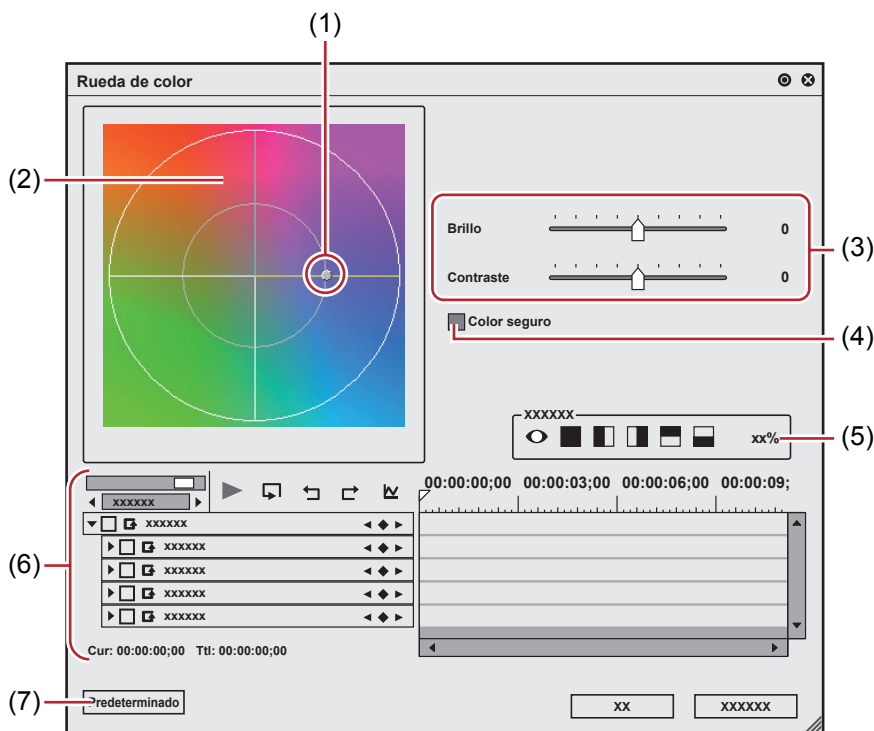 (1)
Rueda de color
(2)
Brillo 0
(3)
Contraste 0
Color seguro
(4)
xxxxxx
xx%
(5)
00:00:00;00 00:00:03;00 00:00:06;00 00:00:09;
xxxxxx
xxxxxx
xxxxxx
xxxxxx
(6)
xxxxxx
xxxxxx
Cur: 00:00:00;00 Ttl: 00:00:00;00
(7)
Predeterminado
xx
xxxxxx